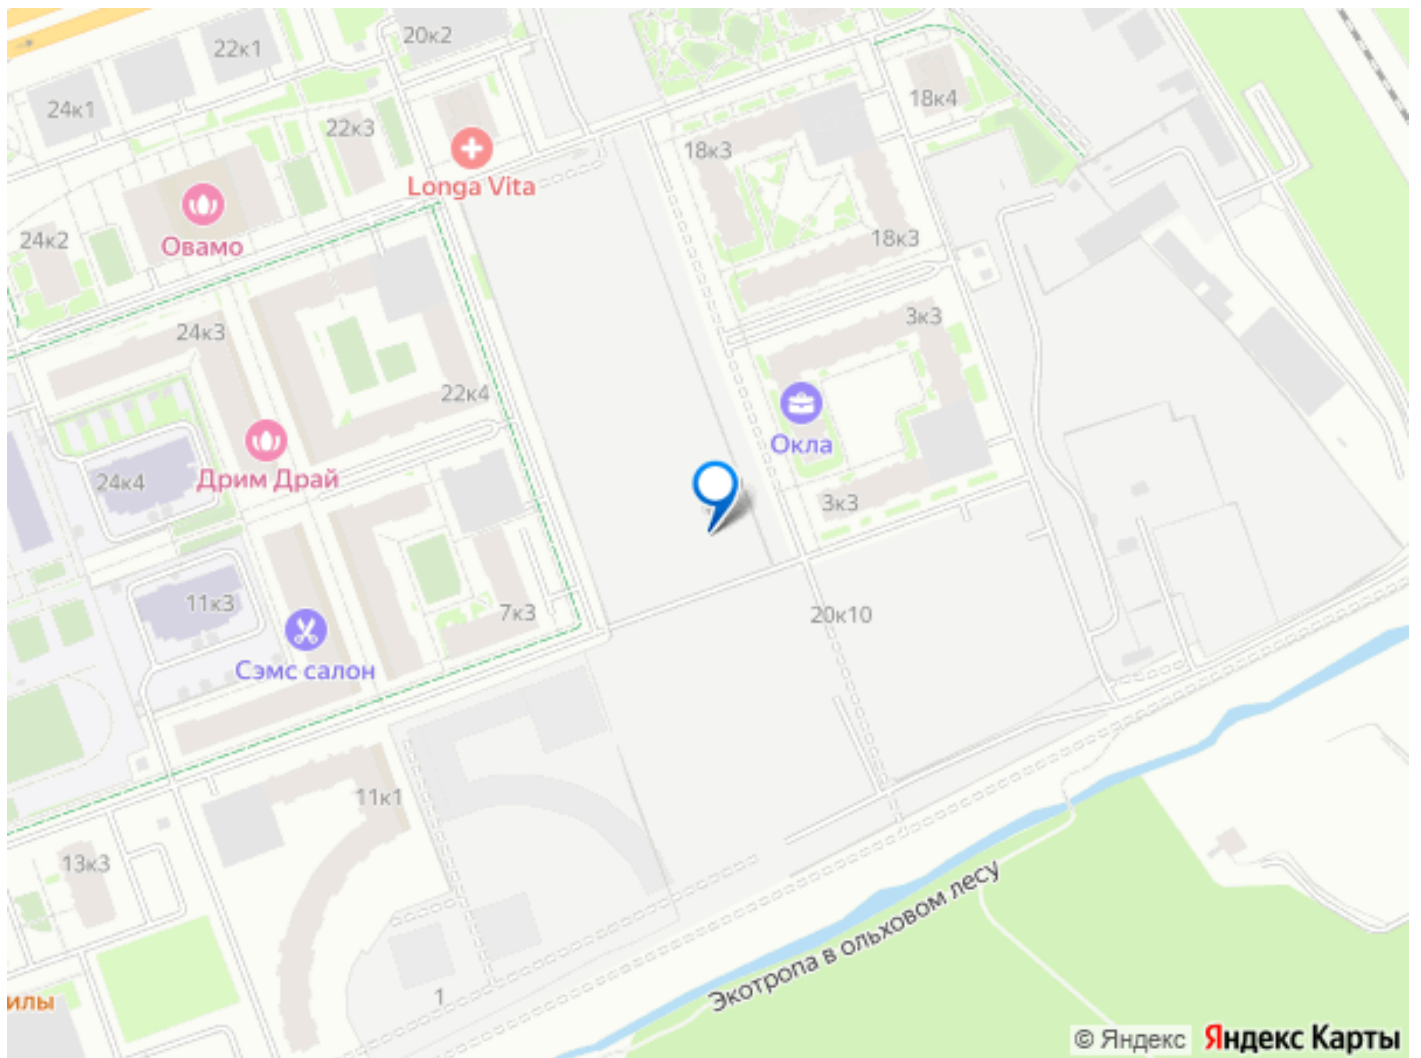 22к1
20к2
24к1
22к3
18к4
18к3
Longa Vita
24к2
Овамо
18к3
24к3
3к3
22к4
Окла
24к4
Дрим Драй
3к3
11к3
7к3
20к10
Сэмс салон
11к1
13к3
Экотропа в ольховом лесу
1
илы
© Яндекс Яндекс Карты